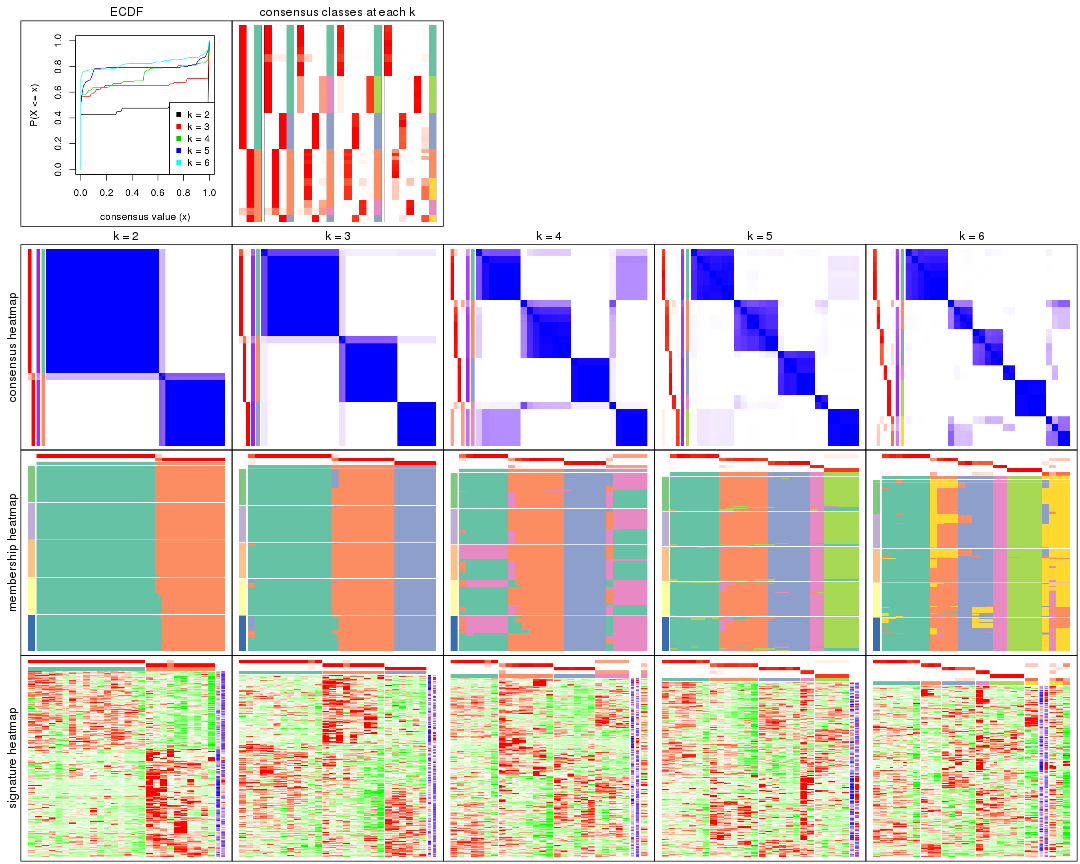 ECDF
consensus classes at each k
P(X <= x)
0.0 0.2 0.4 0.6 0.8 1.0
k = 2
k = 3
k = 4
k = 5
k = 6
0.0 0.2 0.4 0.6 0.8 1.0
consensus value (x)
k = 2
k = 3
k = 4
k = 5
k = 6
consensus heatmap
membership heatmap
signature heatmap